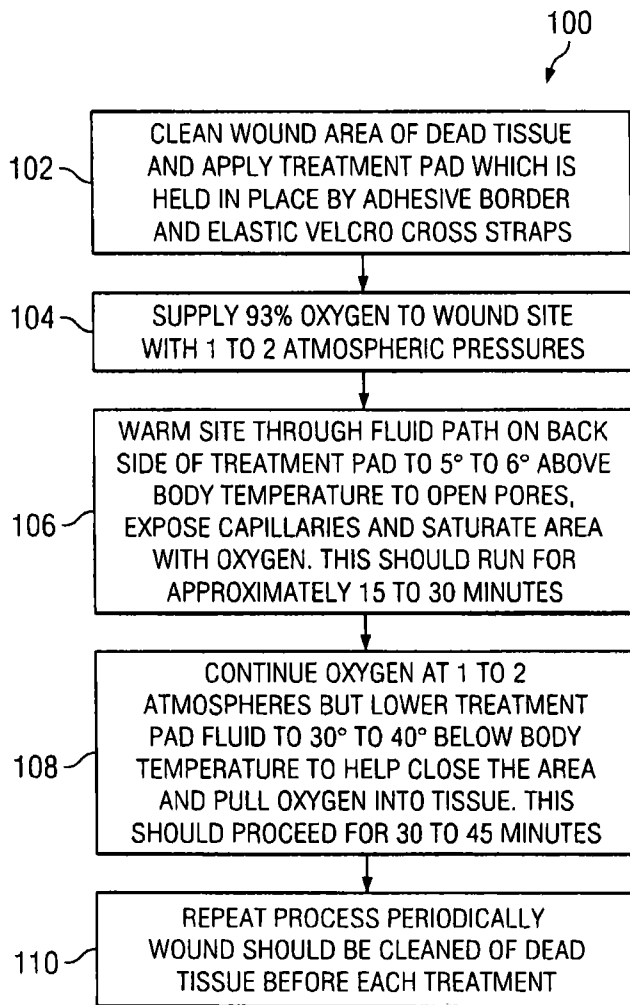 100
102
CLEAN WOUND AREA OF DEAD TISSUE
AND APPLY TREATMENT PAD WHICH IS
HELD IN PLACE BY ADHESIVE BORDER
AND ELASTIC VELCRO CROSS STRAPS
104
SUPPLY 93% OXYGEN TO WOUND SITE
WITH 1 TO 2 ATMOSPHERIC PRESSURES
106
WARM SITE THROUGH FLUID PATH ON BACK
SIDE OF TREATMENT PAD TO 5° TO 6° ABOVE
BODY TEMPERATURE TO OPEN PORES,
EXPOSE CAPILLARIES AND SATURATE AREA
WITH OXYGEN. THIS SHOULD RUN FOR
APPROXIMATELY 15 TO 30 MINUTES
108
CONTINUE OXYGEN AT 1 TO 2
ATMOSPHERES BUT LOWER TREATMENT
PAD FLUID TO 30° TO 40° BELOW BODY
TEMPERATURE TO HELP CLOSE THE AREA
AND PULL OXYGEN INTO TISSUE. THIS
SHOULD PROCEED FOR 30 TO 45 MINUTES
110
REPEAT PROCESS PERIODICALLY
WOUND SHOULD BE CLEANED OF DEAD
TISSUE BEFORE EACH TREATMENT